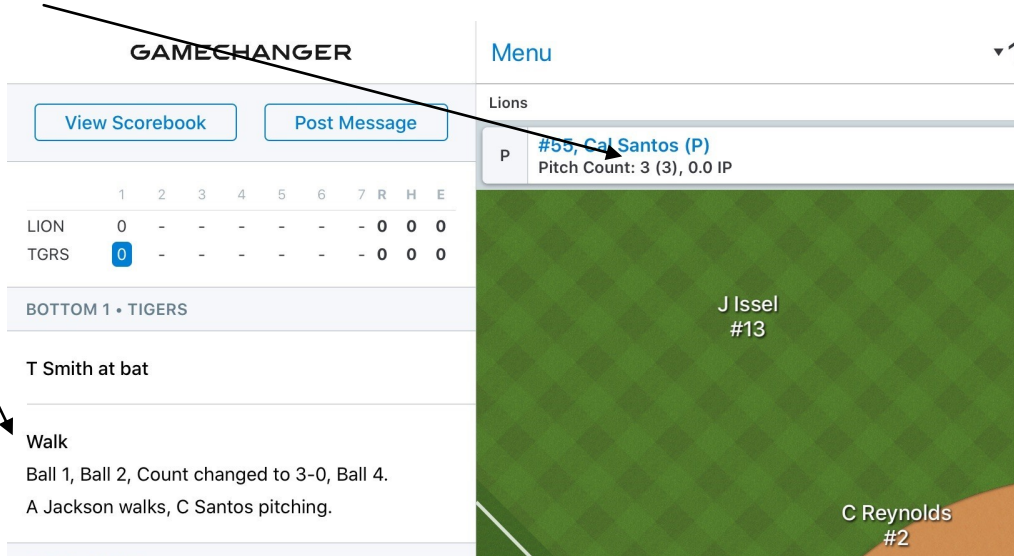 GAMECHANGER
View Scorebook
Post Message
1 2 3 4 5 6 7 R H E
LION 0 - - - - - - 0 0 0
TGRS 0 - - - - - - 0 0 0
BOTTOM 1 • TIGERS
T Smith at bat
Walk
Ball 1, Ball 2, Count changed to 3-0, Ball 4.
A Jackson walks, C Santos pitching.
Menu
Lions
P
#55, Cal Santos (P)
Pitch Count: 3 (3), 0.0 IP
J Issel
#13
C Reynolds
#2